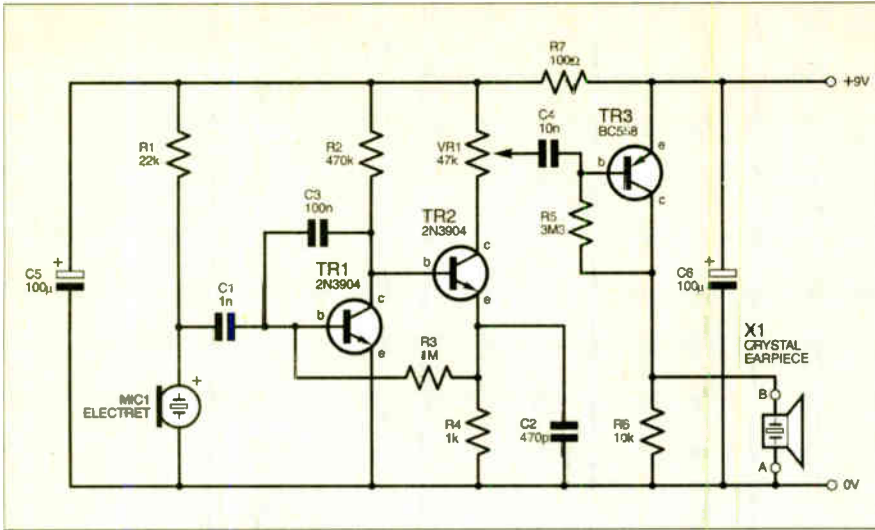 R7
100Ω
+9V
C4
10n
TR3
BC558
R1
22k
R2
470k
VR1
47k
e
b
c
C3
100n
R5
3M3
TR2
2N3904
c
b
e
C5
+
100μ
C1
1n
TR1
2N3904
c
b
e
+
C6
100μ
X1
CRYSTAL
EARPIECE
R3
1M
+
MIC1
ELECTRET
R4
1k
C2
470p
R6
10k
B
A
0V